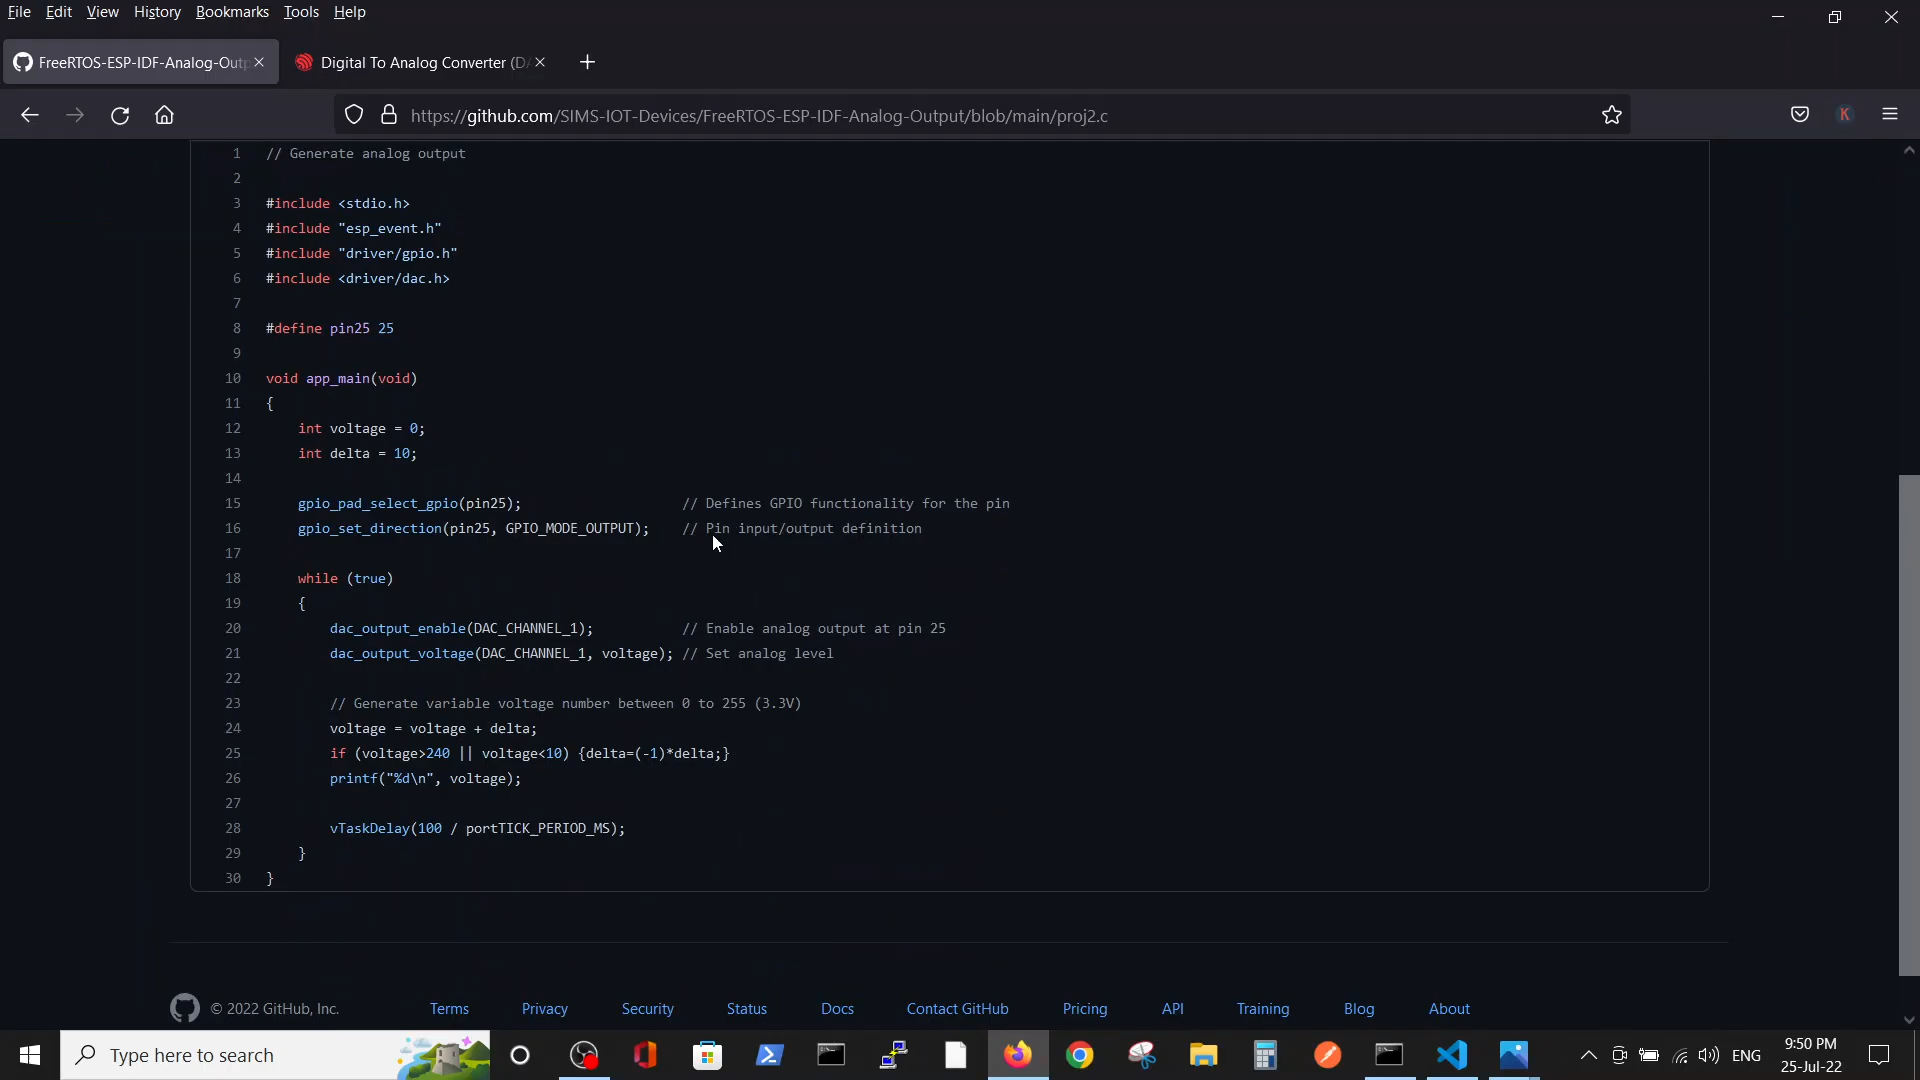 File Edit View History Bookmarks Tools Help
FreeRTOS-ESP-IDF-Analog-Outp
Digital To Analog Converter (DA
https://github.com/SIMS-IOT-Devices/FreeRTOS-ESP-IDF-Analog-Output/blob/main/proj2.c
K
1 // Generate analog output
2
3 #include <stdio.h>
4 #include "esp_event.h"
5 #include "driver/gpio.h"
6 #include <driver/dac.h>
7
8 #define pin25 25
9
10 void app_main(void)
11 {
12 int voltage = 0;
13 int delta = 10;
14
15 gpio_pad_select_gpio(pin25); // Defines GPIO functionality for the pin
16 gpio_set_direction(pin25, GPIO_MODE_OUTPUT); // Pin input/output definition
17
18 while (true)
19 {
20 dac_output_enable(DAC_CHANNEL_1); // Enable analog output at pin 25
21 dac_output_voltage(DAC_CHANNEL_1, voltage); // Set analog level
22
23 // Generate variable voltage number between 0 to 255 (3.3V)
24 voltage = voltage + delta;
25 if (voltage>240 || voltage<10) {delta=(-1)*delta;}
26 printf("%d\n", voltage);
27
28 vTaskDelay(100 / portTICK_PERIOD_MS);
29 }
30 }
© 2022 GitHub, Inc. Terms Privacy Security Status Docs Contact GitHub Pricing API Training Blog About
Type here to search
ENG
9:50 PM
25-Jul-22